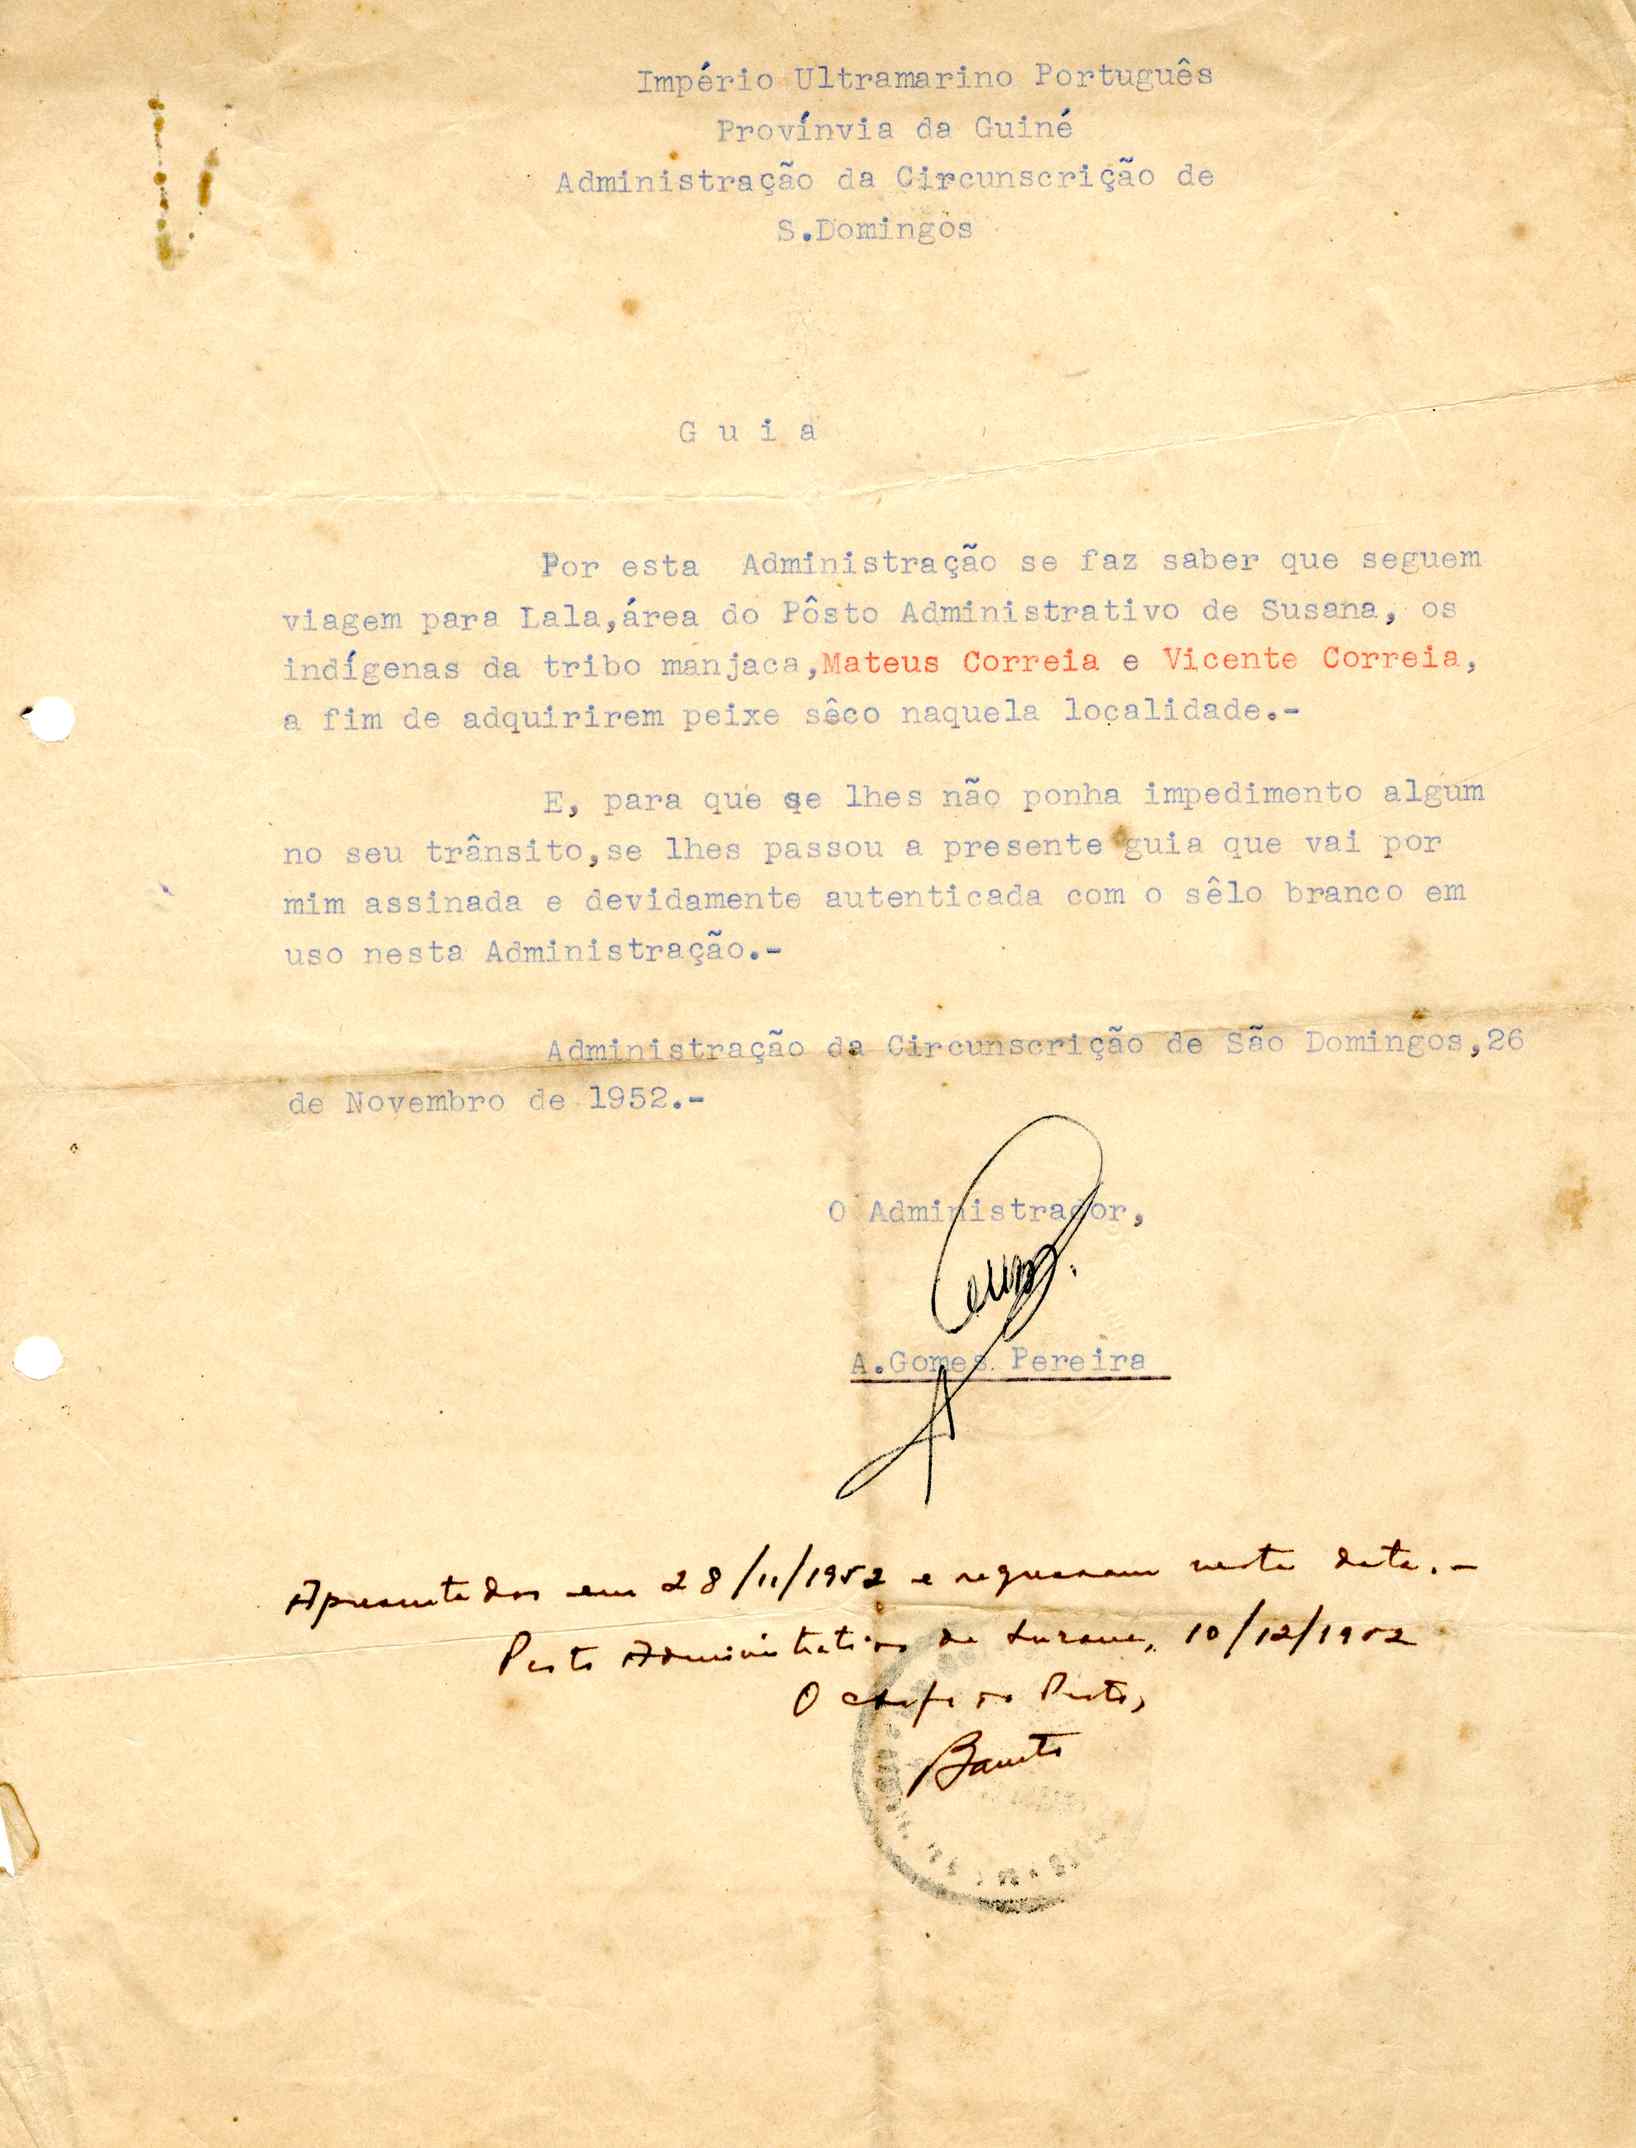 Império Ultramarino Português
Provínvia da Guiné
Administração da Circunscrição de
S.Domingos
G u i a
Por esta Administração se faz saber que seguem
viagem para Lala,área do Pôsto Administrativo de Susana, os
indígenas da tribo manjaca,Mateus Correia e Vicente Correia,
a fim de adquirirem peixe sêco naquela localidade.-
E, para que se lhes não ponha impedimento algum
no seu trânsito,se lhes passou a presente guia que vai por
mim assinada e devidamente autenticada com o sêlo branco em
uso nesta Administração.-
Administração da Circunscrição de São Domingos,26
de Novembro de 1952.-
O Administrador,
A.Gomes Pereira
Apresentados em 28/11/1952 e regressam nesta data.-
Posto Administrativo de Susana, 10/12/1952
O chefe do Posto,